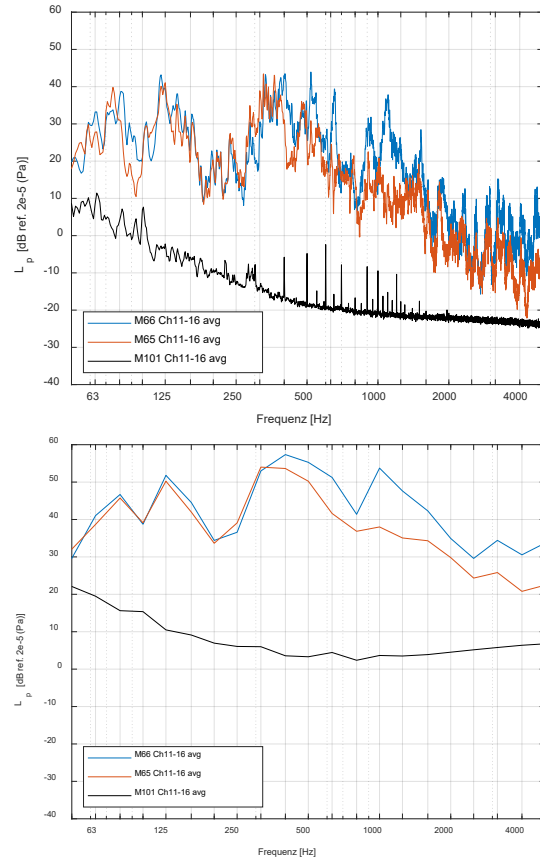 60
50
40
30
20
10
0
-10
-20
-30
-40
L p [dB ref. 2e-5 (Pa)]
M66 Ch11-16 avg
M65 Ch11-16 avg
M101 Ch11-16 avg
63 125 250 500 1000 2000 4000
Frequenz [Hz]
60
50
40
30
20
10
0
-10
-20
-30
-40
L p [dB ref. 2e-5 (Pa)]
M66 Ch11-16 avg
M65 Ch11-16 avg
M101 Ch11-16 avg
63 125 250 500 1000 2000 4000
Frequenz [Hz]